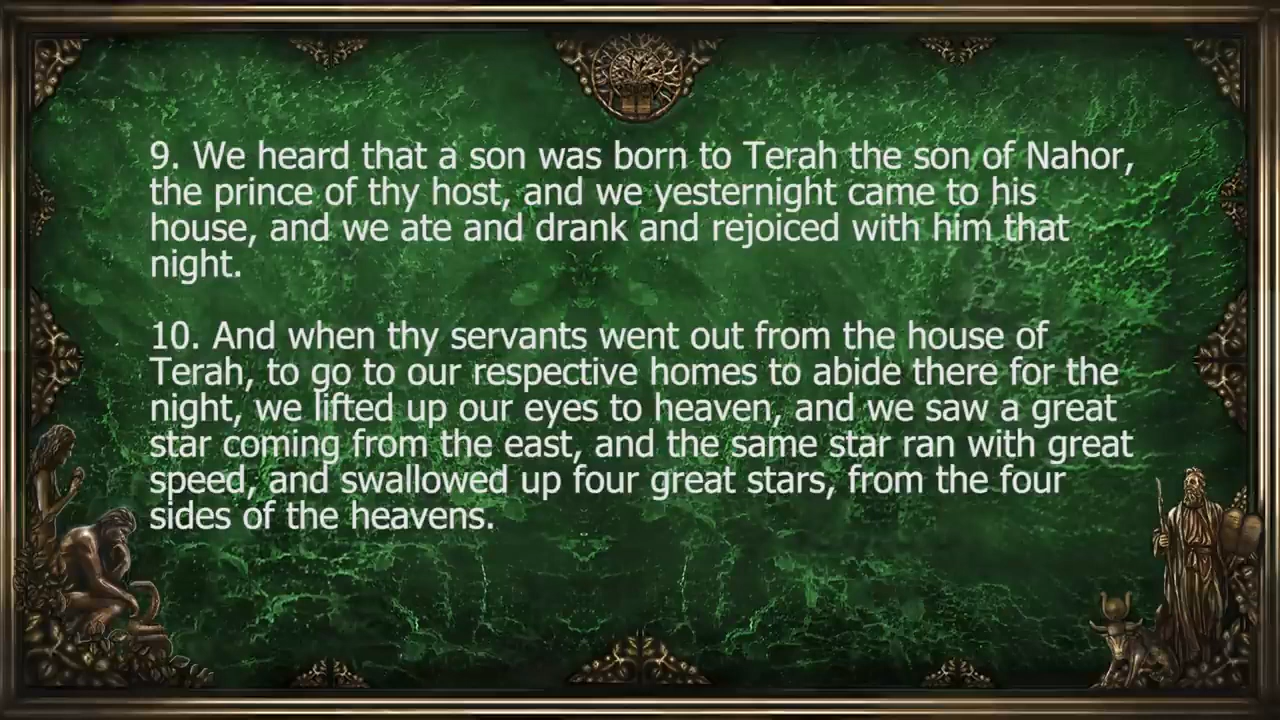 9. We heard that a son was born to Terah the son of Nahor,
the prince of thy host, and we yesternight came to his
house, and we ate and drank and rejoiced with him that
night.
10. And when thy servants went out from the house of
Terah, to go to our respective homes to abide there for the
night, we lifted up our eyes to heaven, and we saw a great
star coming from the east, and the same star ran with great
speed, and swallowed up four great stars, from the four
sides of the heavens.